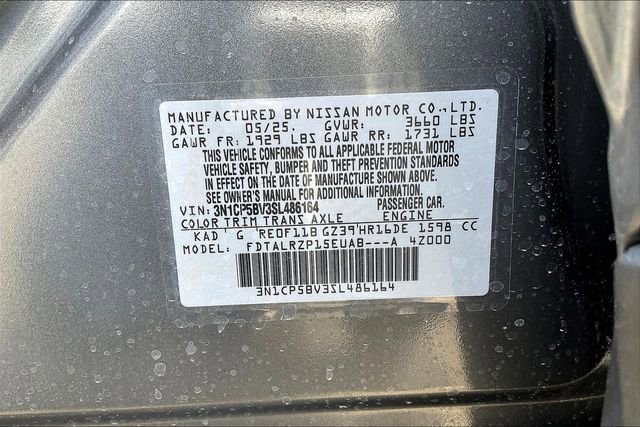 MANUFACTURED BY NISSAN MOTOR CO.,LTD.
DATE: 05/25. GVWR: 3660 LBS
GAWR FR: 1929 LBS GAWR RR: 1731 LBS
THIS VEHICLE CONFORMS TO ALL APPLICABLE FEDERAL MOTOR
VEHICLE SAFETY, BUMPER AND THEFT PREVENTION STANDARDS
IN EFFECT ON THE DATE OF MANUFACTURE SHOWN ABOVE.
SEE OWNER'S MANUAL FOR ADDITIONAL INFORMATION.
VIN: 3N1CP5BV3SL486164 PASSENGER CAR.
COLOR TRIM TRANS AXLE ENGINE
KAD ' G ' RE0F11B GZ39'HR16DE 1598 CC
MODEL: FDTALRZP15EUAB---A 4Z000
3N1CP5BV3SL486164